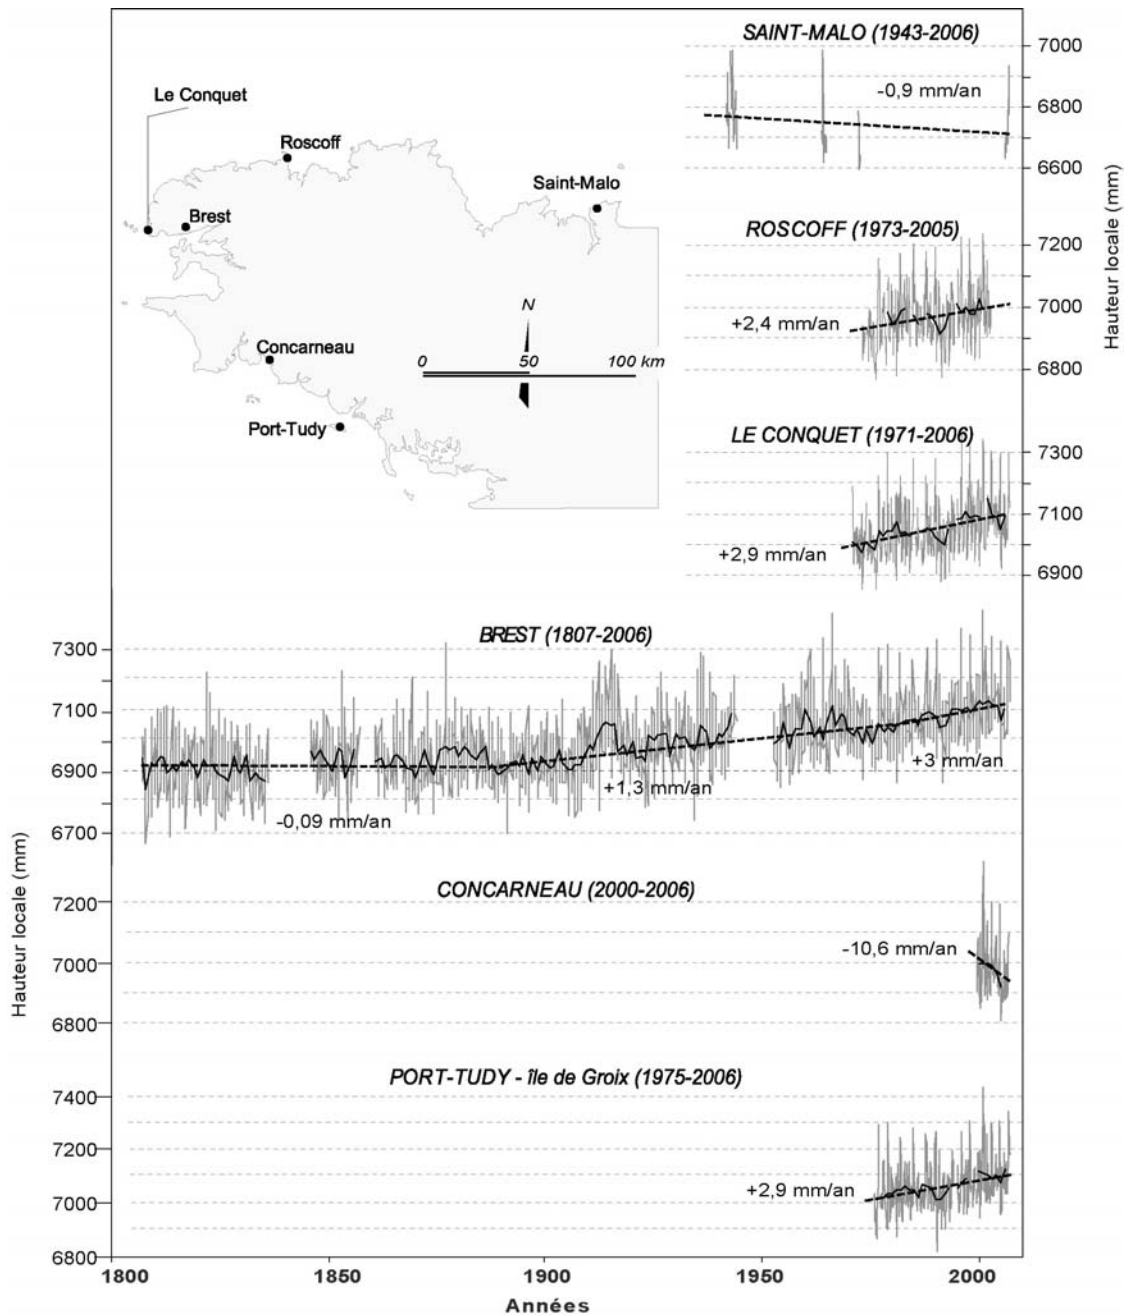 SAINT-MALO (1943-2006)
7000
-0,9 mm/an
6800
6600
Le Conquet
Roscoff
Saint-Malo
Brest
Concarneau
Port-Tudy
N
0 50 100 km
Hauteur locale (mm)
ROSCOFF (1973-2005)
7200
7000
+2,4 mm/an
6800
LE CONQUET (1971-2006)
7300
7100
+2,9 mm/an
6900
BREST (1807-2006)
7300
7100
6900
6700
-0,09 mm/an
+1,3 mm/an
+3 mm/an
Hauteur locale (mm)
CONCARNEAU (2000-2006)
7200
7000
6800
-10,6 mm/an
PORT-TUDY - île de Groix (1975-2006)
7400
7200
7000
6800
+2,9 mm/an
1800 1850 1900 1950 2000
Années